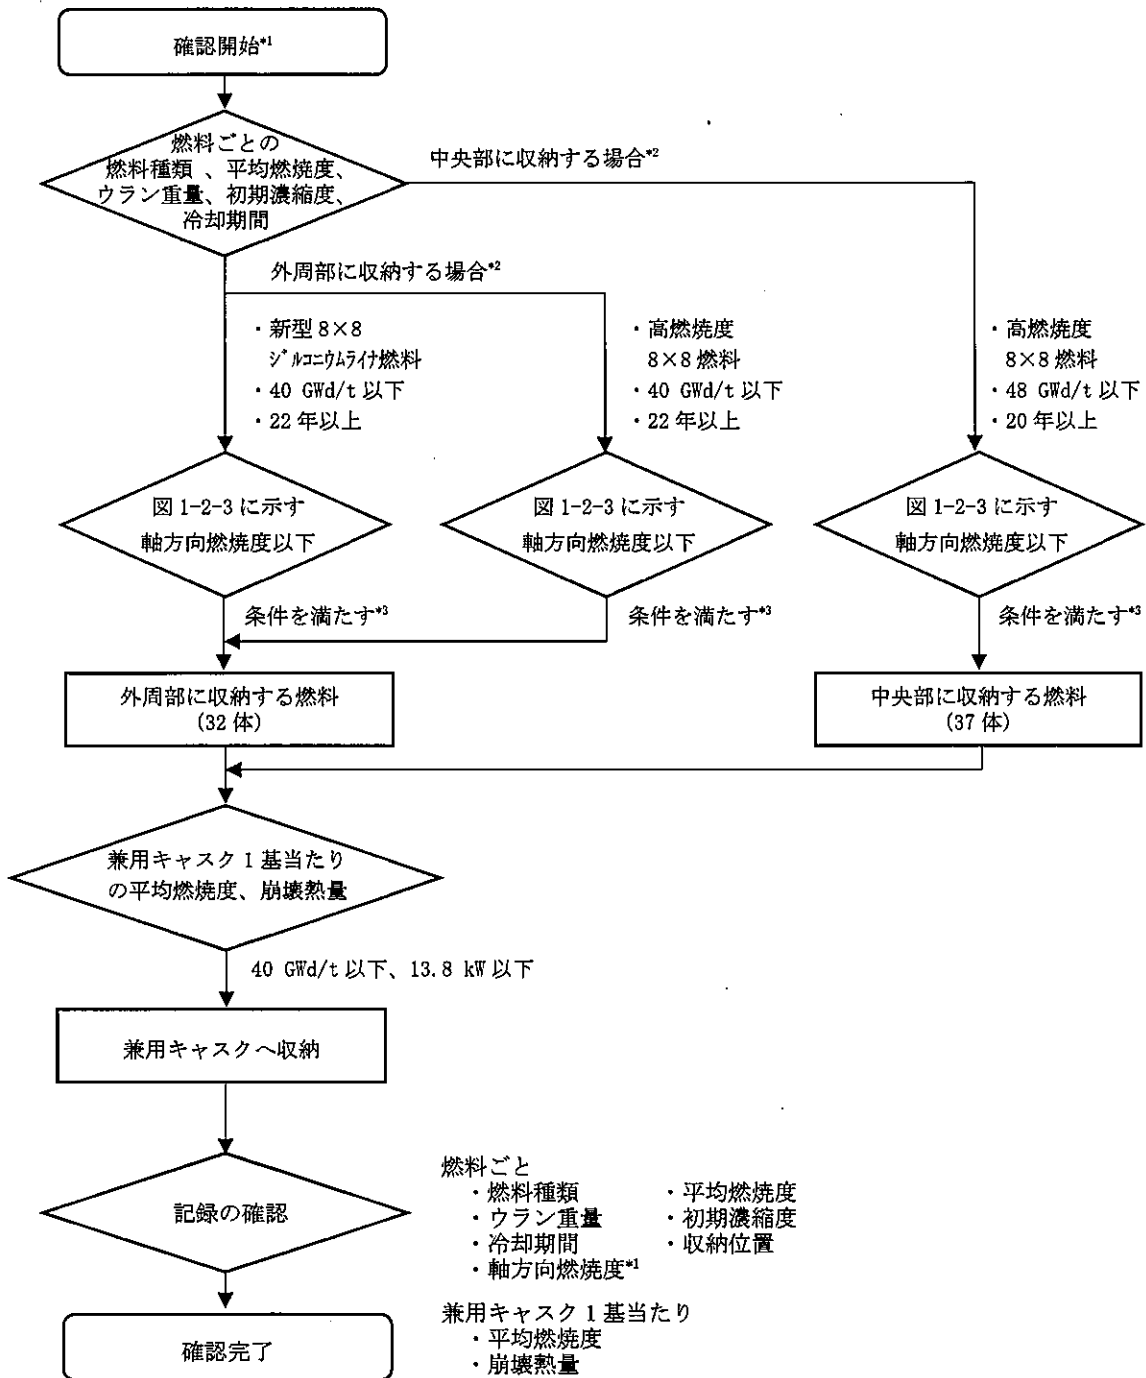 確認開始*1
燃料ごとの
燃料種類、平均燃焼度、
ウラン重量、初期濃縮度、
冷却期間
中央部に収納する場合*2
外周部に収納する場合*2
・新型8×8
ジルコニウムライナ燃料
・40 GWd/t 以下
・22年以上
・高燃焼度
8×8燃料
・40 GWd/t 以下
・22年以上
・高燃焼度
8×8燃料
・48 GWd/t 以下
・20年以上
図1-2-3に示す
軸方向燃焼度以下
図1-2-3に示す
軸方向燃焼度以下
図1-2-3に示す
軸方向燃焼度以下
条件を満たす*3
条件を満たす*3
条件を満たす*3
外周部に収納する燃料
(32体)
中央部に収納する燃料
(37体)
兼用キャスク1基当たり
の平均燃焼度、崩壊熱量
40 GWd/t 以下、13.8 kW 以下
兼用キャスクへ収納
記録の確認
燃料ごと
・燃料種類 ・平均燃焼度
・ウラン重量 ・初期濃縮度
・冷却期間 ・収納位置
・軸方向燃焼度*1
兼用キャスク1基当たり
・平均燃焼度
・崩壊熱量
確認完了